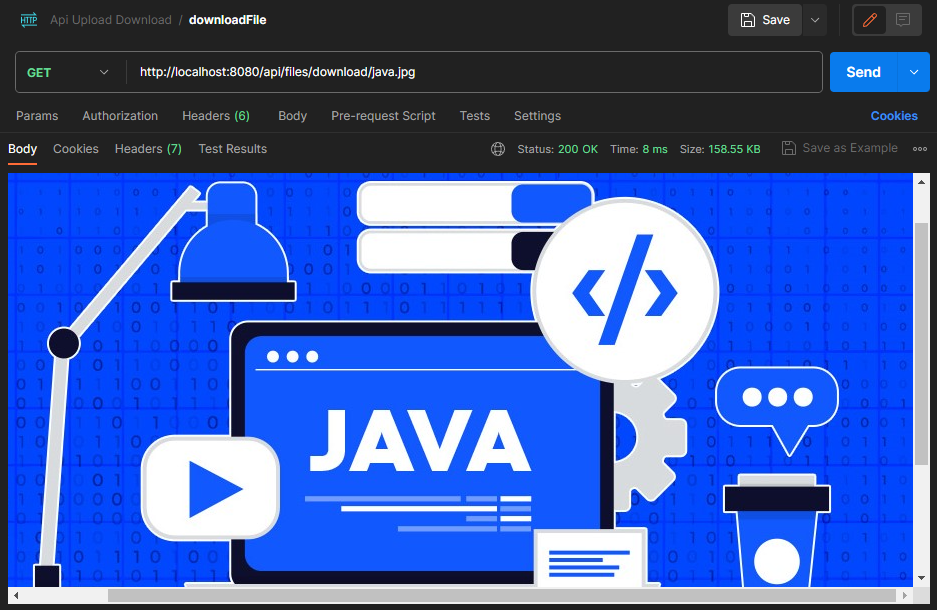 HTTP Api Upload Download / downloadFile Save
GET http://localhost:8080/api/files/download/java.jpg Send
Params Authorization Headers (6) Body Pre-request Script Tests Settings Cookies
Body Cookies Headers (7) Test Results Status: 200 OK Time: 8 ms Size: 158.55 KB Save as Example
</>
JAVA